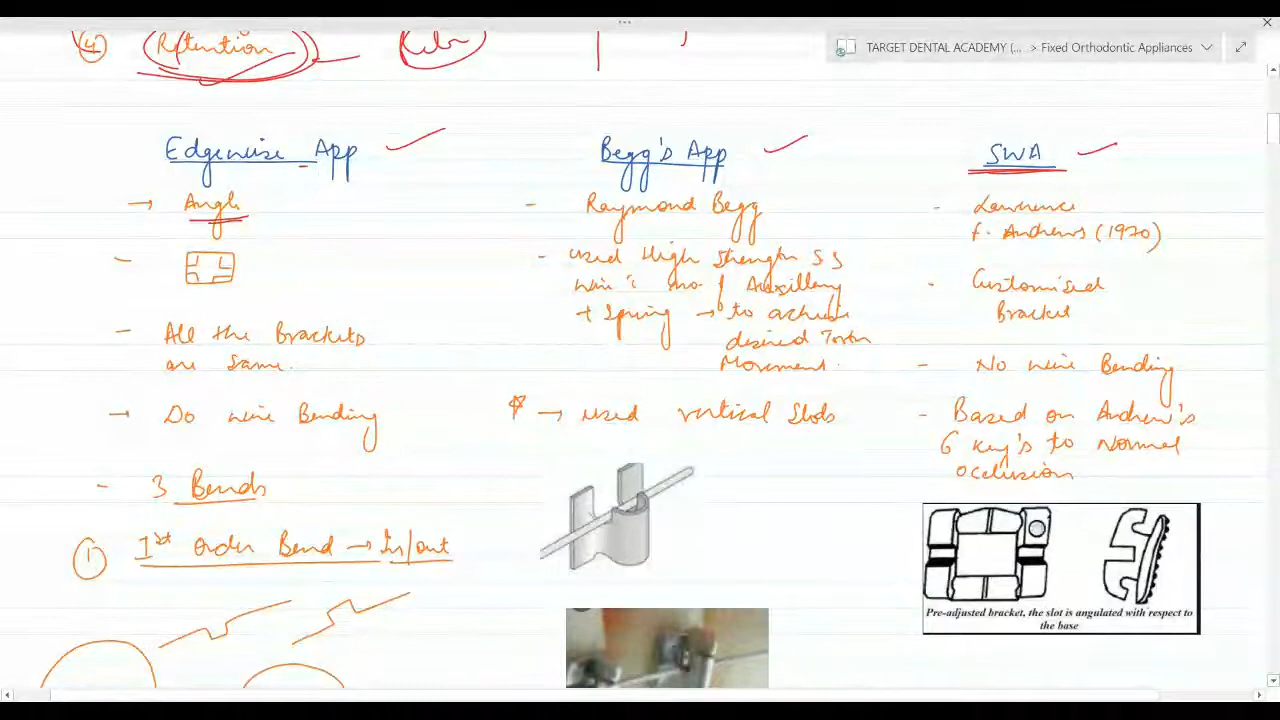 TARGET DENTAL ACADEMY (... > Fixed Orthodontic Appliances
④ Retention
Edgewise App
→ Angle
- All the Brackets
are same.
→ Do wire Bending
- 3 Bends
① 1st Order Bend → In/out
Begg's App
- Raymond Begg
- used High Strength SS
wire
Auxillary
+ Spring → to achieve
desired Tooth
Movement.
→ used vertical Slots
SWA
- Lawrence
F. Andrews (1970)
- Customised
Bracket
- No wire Bending
- Based on Andrew's
6 Key's to Normal
Occlusion
Pre-adjusted bracket, the slot is angulated with respect to
the base